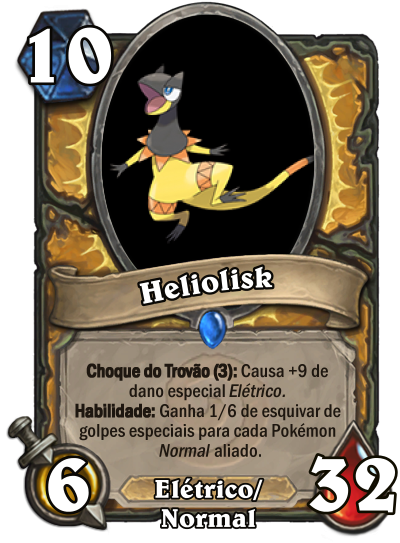 10
Heliolisk
Choque do Trovão (3): Causa +9 de
dano especial Elétrico.
Habilidade: Ganha 1/6 de esquivar de
golpes especiais para cada Pokémon
Normal aliado.
6
Elétrico/
Normal
32